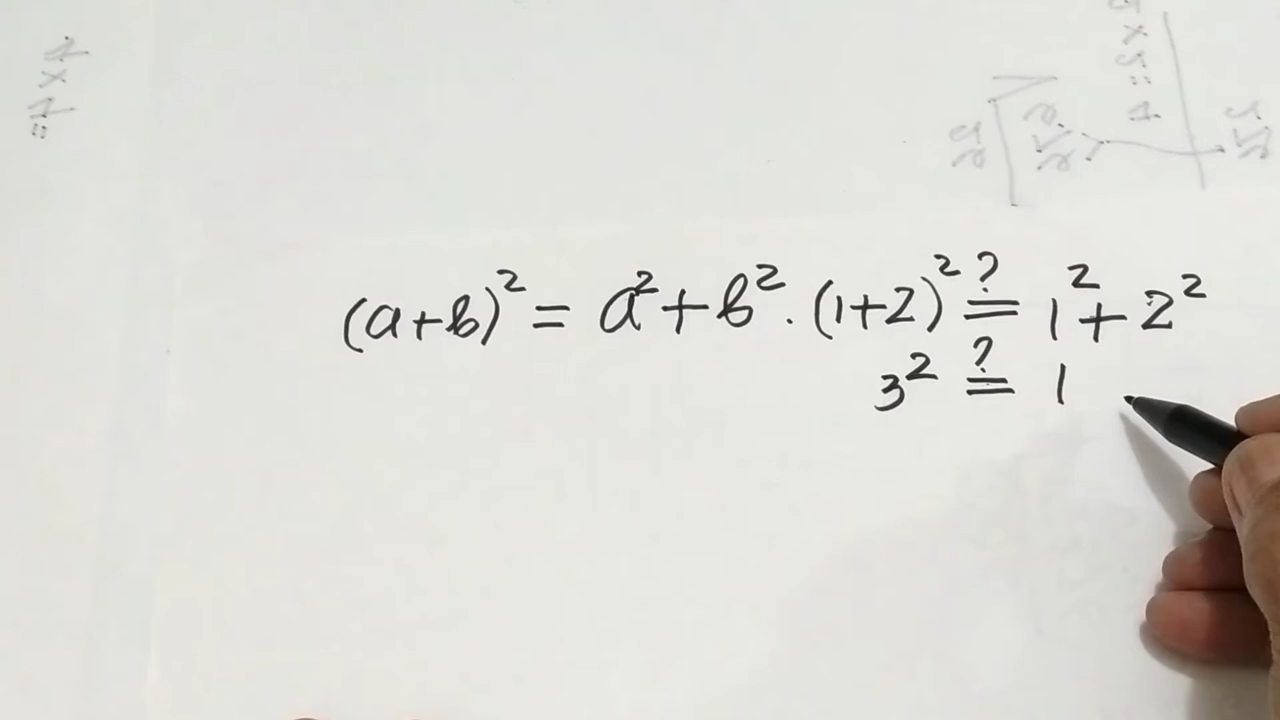 (a+b)² = a²+b². (1+2)² ≟ 1²+2²
3² ≟ 1